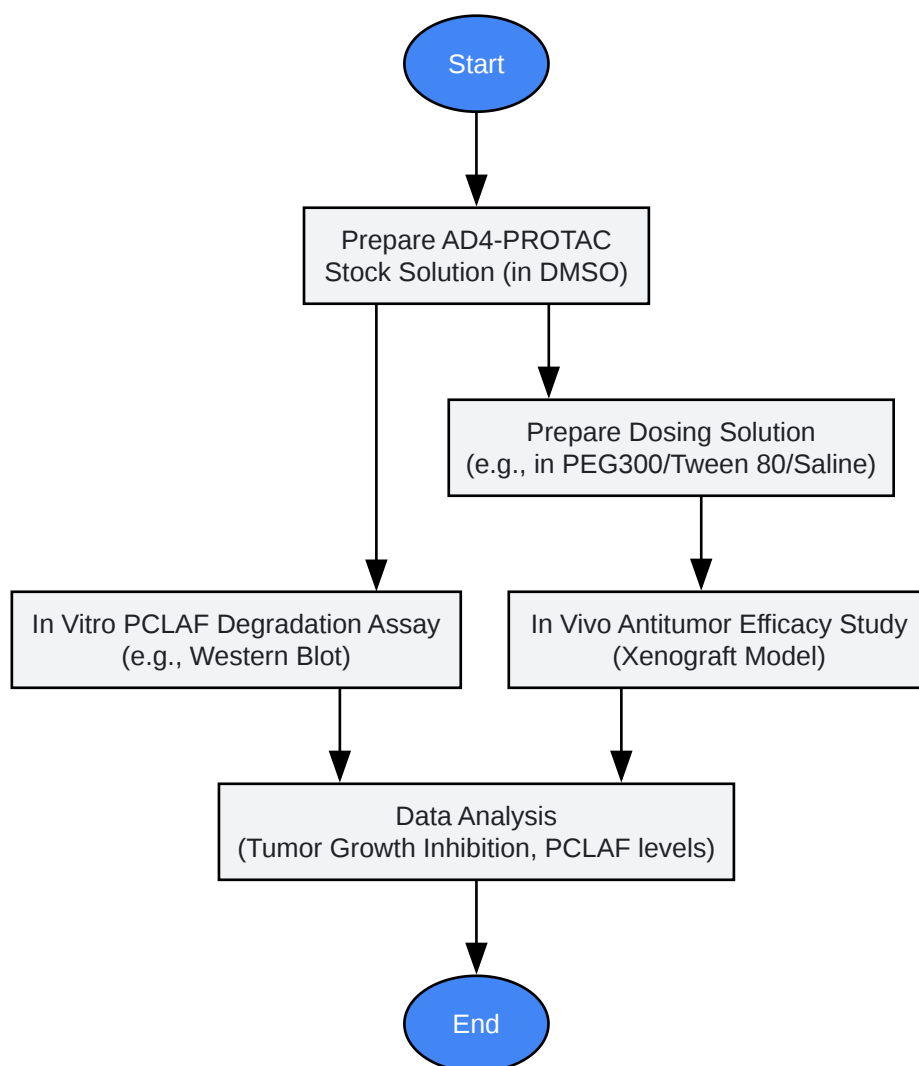 Start
Prepare AD4-PROTAC
Stock Solution (in DMSO)
Prepare Dosing Solution
(e.g., in PEG300/Tween 80/Saline)
In Vitro PCLAF Degradation Assay
(e.g., Western Blot)
In Vivo Antitumor Efficacy Study
(Xenograft Model)
Data Analysis
(Tumor Growth Inhibition, PCLAF levels)
End